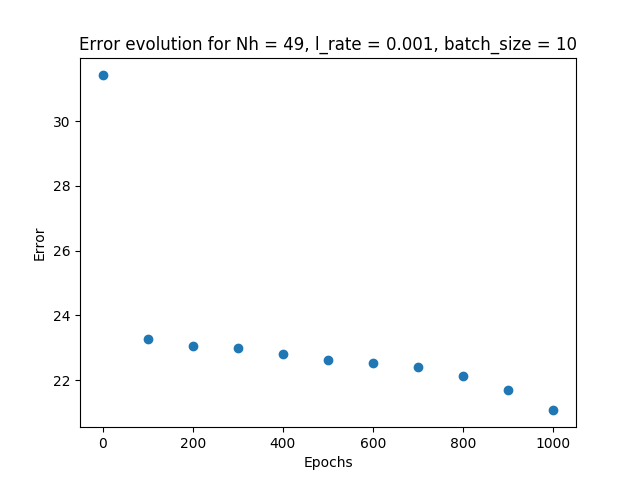 Error evolution for Nh = 49, l_rate = 0.001, batch_size = 10
30
28
26
24
22
Error
0 200 400 600 800 1000
Epochs